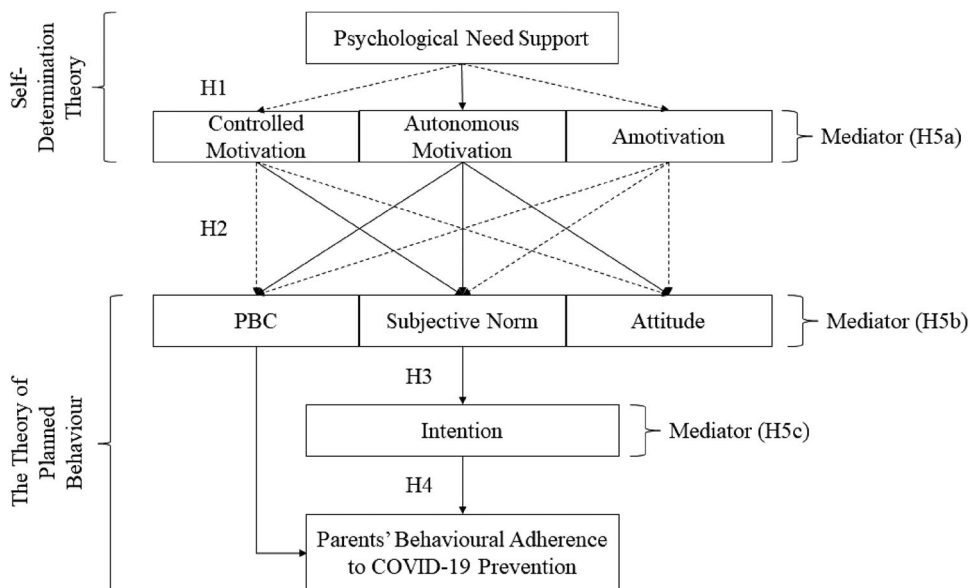 Self-
Determination
Theory
Psychological Need Support
H1
Controlled
Motivation
Autonomous
Motivation
Amotivation
Mediator (H5a)
H2
The Theory of
Planned
Behaviour
PBC
Subjective Norm
Attitude
Mediator (H5b)
H3
Intention
Mediator (H5c)
H4
Parents’ Behavioural Adherence
to COVID-19 Prevention